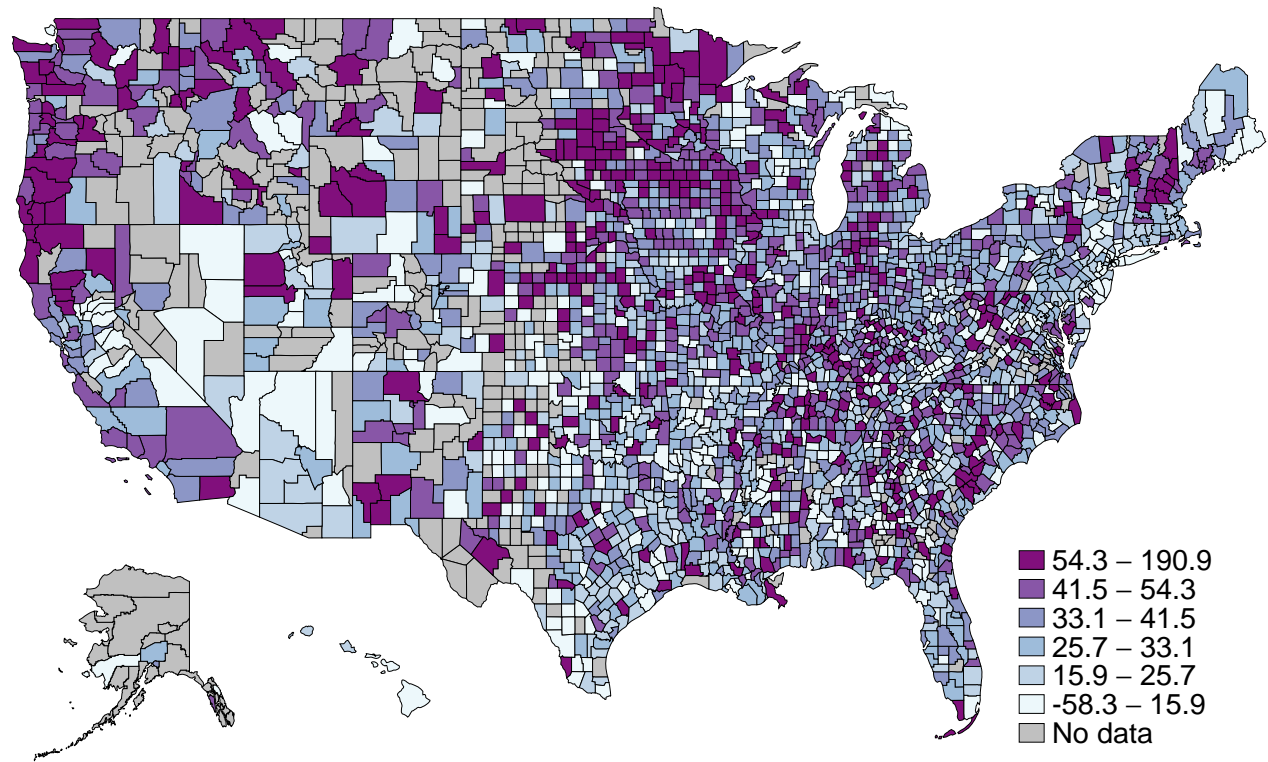 54.3 – 190.9
41.5 – 54.3
33.1 – 41.5
25.7 – 33.1
15.9 – 25.7
-58.3 – 15.9
No data